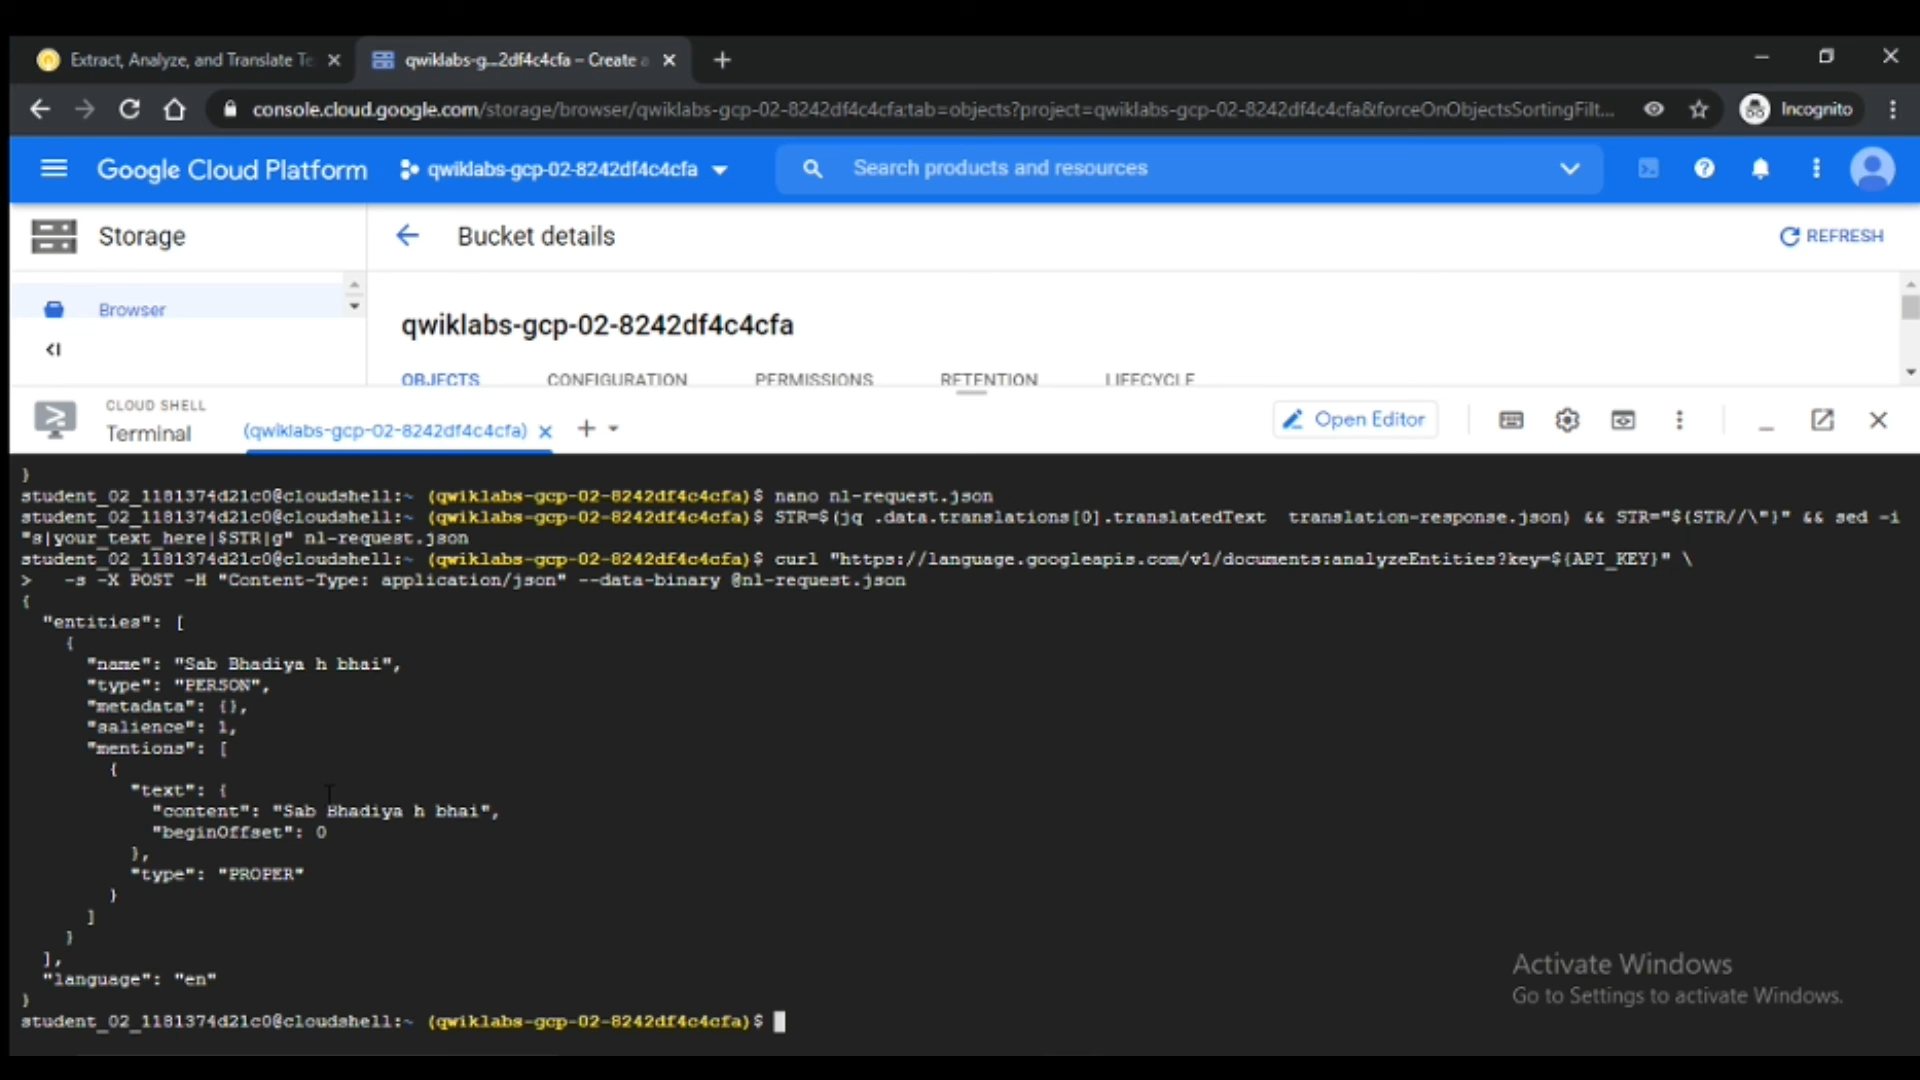 Extract, Analyze, and Translate Te
qwiklabs-g...2df4c4cfa – Create a
console.cloud.google.com/storage/browser/qwiklabs-gcp-02-8242df4c4cfa;tab=objects?project=qwiklabs-gcp-02-8242df4c4cfa&forceOnObjectsSortingFilt...
Incognito
Google Cloud Platform
qwiklabs-gcp-02-8242df4c4cfa
Search products and resources
Storage
Bucket details
REFRESH
Browser
qwiklabs-gcp-02-8242df4c4cfa
OBJECTS CONFIGURATION PERMISSIONS RETENTION LIFECYCLE
CLOUD SHELL
Terminal
(qwiklabs-gcp-02-8242df4c4cfa)
Open Editor
}
student_02_1181374d21c0@cloudshell:~ (qwiklabs-gcp-02-8242df4c4cfa)$ nano nl-request.json
student_02_1181374d21c0@cloudshell:~ (qwiklabs-gcp-02-8242df4c4cfa)$ STR=$(jq .data.translations[0].translatedText  translation-response.json) && STR="${STR//\"}" && sed -i
"s|your_text_here|$STR|g" nl-request.json
student_02_1181374d21c0@cloudshell:~ (qwiklabs-gcp-02-8242df4c4cfa)$ curl "https://language.googleapis.com/v1/documents:analyzeEntities?key=${API_KEY}" \
>   -s -X POST -H "Content-Type: application/json" --data-binary @nl-request.json
{
"entities": [
{
"name": "Sab Bhadiya h bhai",
"type": "PERSON",
"metadata": {},
"salience": 1,
"mentions": [
{
"text": {
"content": "Sab Bhadiya h bhai",
"beginOffset": 0
},
"type": "PROPER"
}
]
}
],
"language": "en"
}
student_02_1181374d21c0@cloudshell:~ (qwiklabs-gcp-02-8242df4c4cfa)$
Activate Windows
Go to Settings to activate Windows.